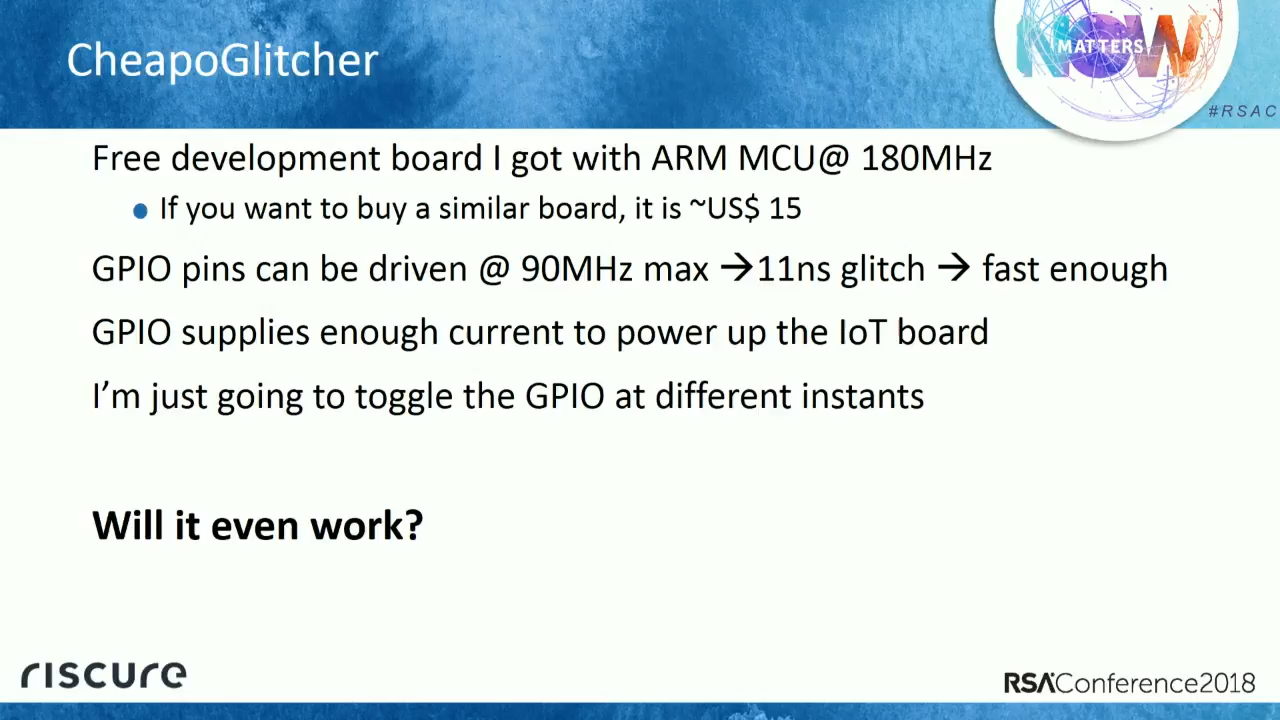 CheapoGlitcher
NOW
MATTERS
#RSAC
Free development board I got with ARM MCU@ 180MHz
If you want to buy a similar board, it is ~US$ 15
GPIO pins can be driven @ 90MHz max →11ns glitch → fast enough
GPIO supplies enough current to power up the IoT board
I’m just going to toggle the GPIO at different instants
Will it even work?
riscure
RSAConference2018